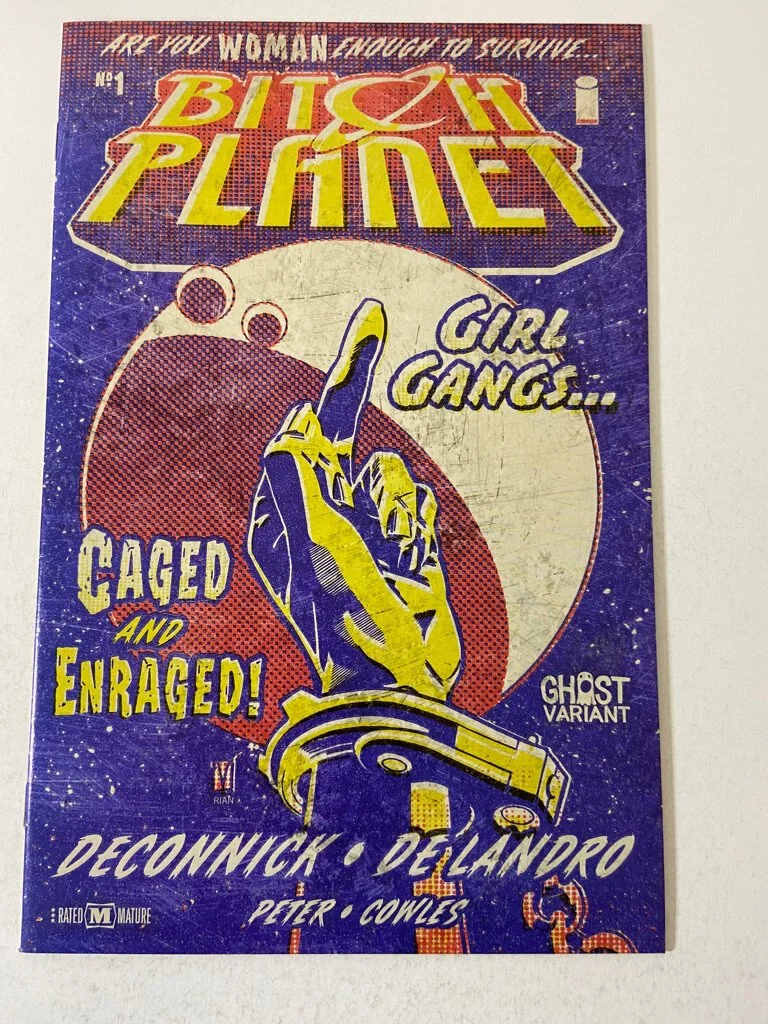 ARE YOU WOMAN ENOUGH TO SURVIVE...
Nº1
BITCH
PLANET
GIRL
GANGS...
CAGED
AND
ENRAGED!
GHOST
VARIANT
RIAN
DECONNICK • DE LANDRO
PETER • COWLES
RATED M MATURE